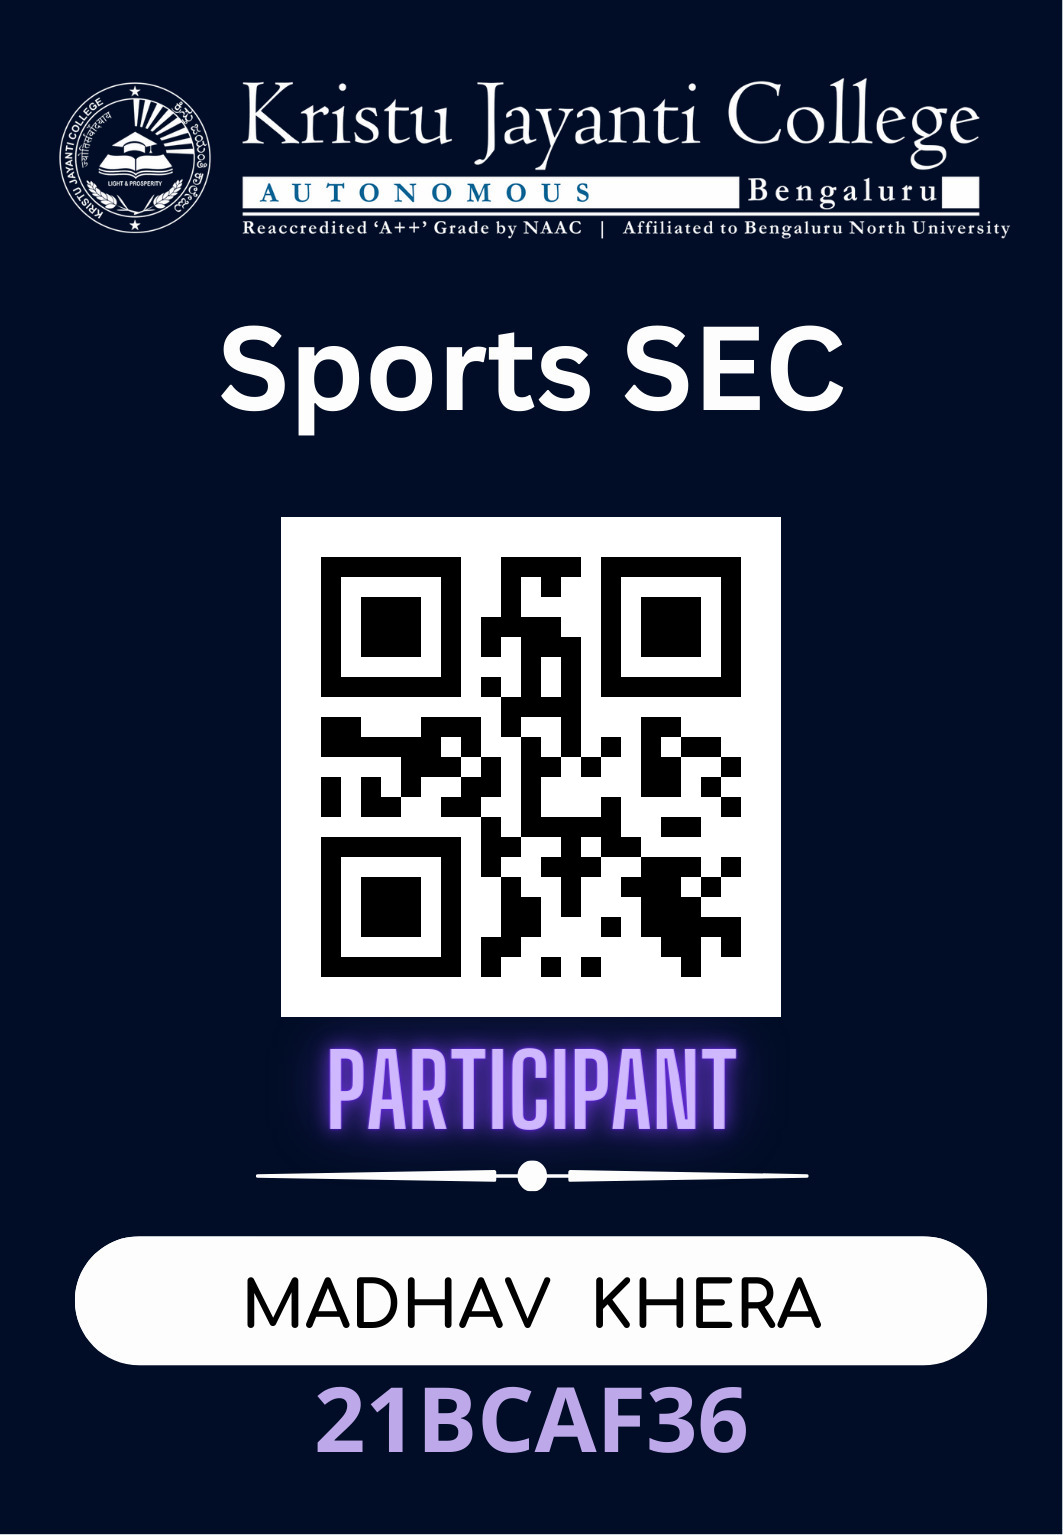 Kristu Jayanti College
AUTONOMOUS Bengaluru
Reaccredited ‘A++’ Grade by NAAC | Affiliated to Bengaluru North University
KRISTU JAYANTI COLLEGE
LIGHT & PROSPERITY
Sports SEC
PARTICIPANT
MADHAV KHERA
21BCAF36